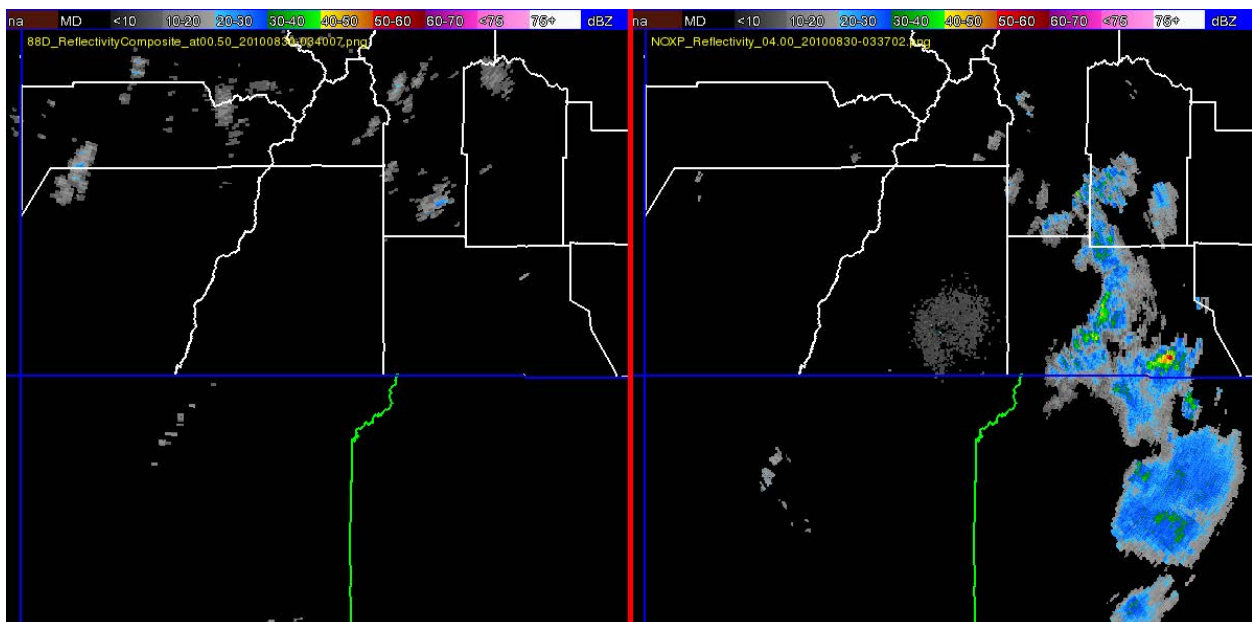 na MD <10 10-20 20-30 30-40 40-50 50-60 60-70 <75 75+ dBZ
88D_ReflectivityComposite_at00.50_20100830-034007.png
na MD <10 10-20 20-30 30-40 40-50 50-60 60-70 <75 75+ dBZ
NOXP_Reflectivity_04.00_20100830-033702.png